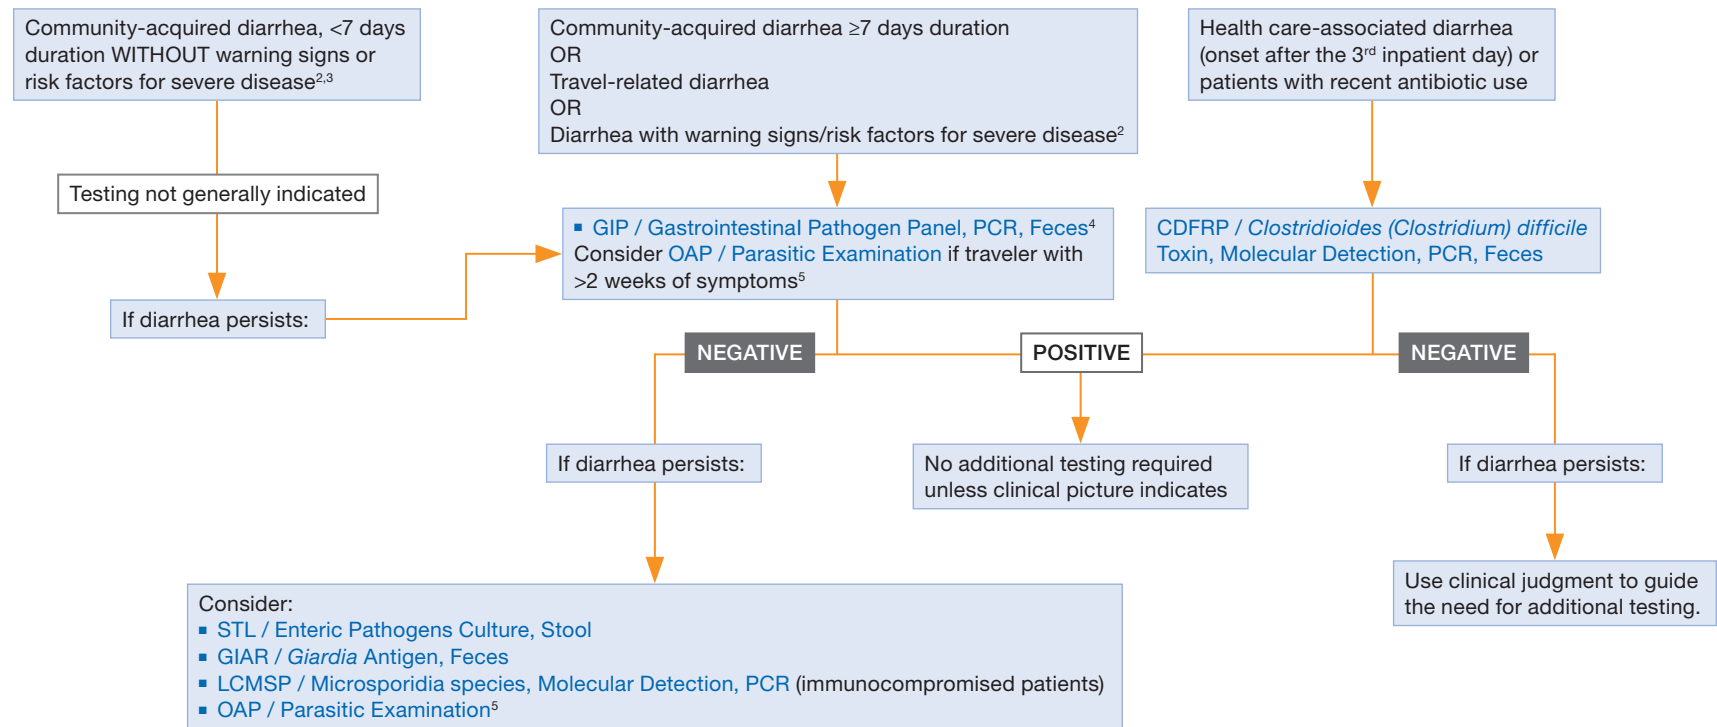 Community-acquired diarrhea, <7 days
duration WITHOUT warning signs or
risk factors for severe disease2,3
Community-acquired diarrhea ≥7 days duration
OR
Travel-related diarrhea
OR
Diarrhea with warning signs/risk factors for severe disease2
Health care-associated diarrhea
(onset after the 3rd inpatient day) or
patients with recent antibiotic use
Testing not generally indicated
▪ GIP / Gastrointestinal Pathogen Panel, PCR, Feces4
Consider OAP / Parasitic Examination if traveler with
>2 weeks of symptoms5
CDFRP / Clostridioides (Clostridium) difficile
Toxin, Molecular Detection, PCR, Feces
If diarrhea persists:
NEGATIVE
POSITIVE
NEGATIVE
If diarrhea persists:
No additional testing required
unless clinical picture indicates
If diarrhea persists:
Use clinical judgment to guide
the need for additional testing.
Consider:
▪ STL / Enteric Pathogens Culture, Stool
▪ GIAR / Giardia Antigen, Feces
▪ LCMSP / Microsporidia species, Molecular Detection, PCR (immunocompromised patients)
▪ OAP / Parasitic Examination5